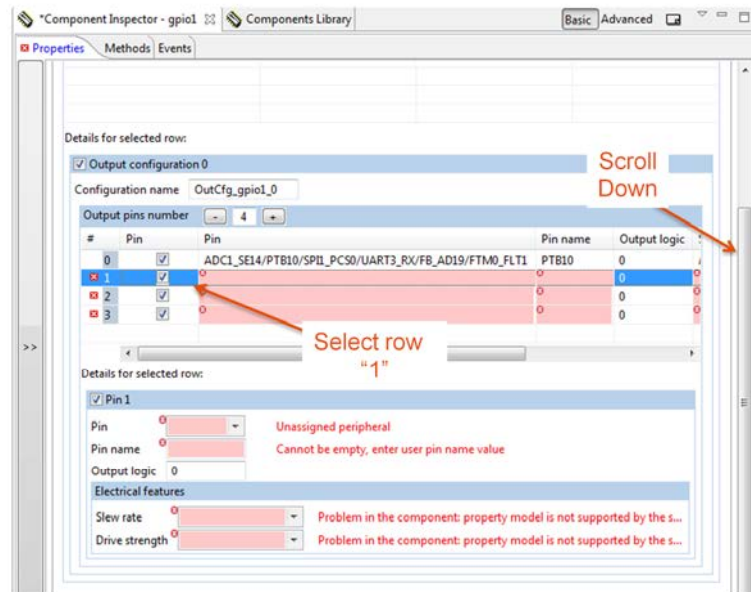 *Component Inspector - gpio1 Components Library Basic Advanced
Properties Methods Events
Details for selected row:
Output configuration 0
Scroll
Down
Configuration name OutCfg_gpio1_0
Output pins number - 4 +
# Pin Pin Pin name Output logic
0 ADC1_SE14/PTB10/SPI1_PCS0/UART3_RX/FB_AD19/FTM0_FLT1 PTB10 0
1 0
2 0
3 0
Select row
“1”
>>
Details for selected row:
Pin 1
Pin Unassigned peripheral
Pin name Cannot be empty, enter user pin name value
Output logic 0
Electrical features
Slew rate Problem in the component: property model is not supported by the s...
Drive strength Problem in the component: property model is not supported by the s...